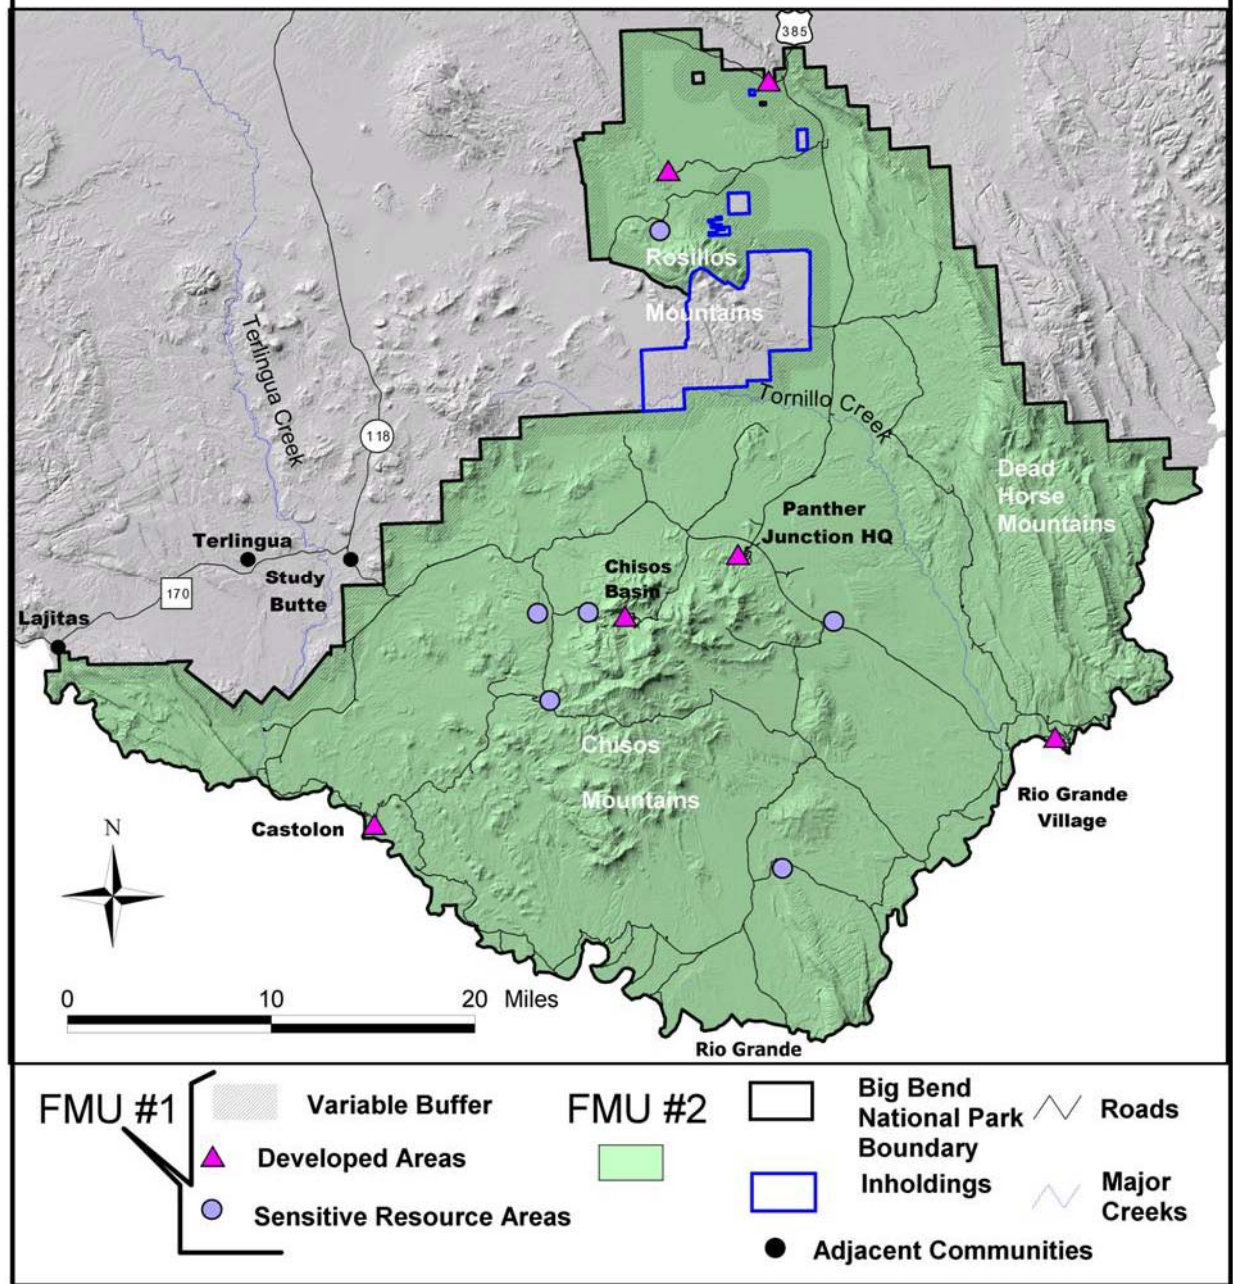 385
Rosillos
Mountains
Terlingua Creek
Tornillo Creek
118
Dead
Horse
Mountains
Panther
Junction HQ
Terlingua
Study
Butte
Chisos
Basin
170
Lajitas
Chisos
Mountains
Rio Grande
Village
Castolon
N
0 10 20 Miles
Rio Grande
FMU #1
Variable Buffer
Developed Areas
Sensitive Resource Areas
FMU #2
Big Bend
National Park
Boundary
Inholdings
Adjacent Communities
Roads
Major
Creeks